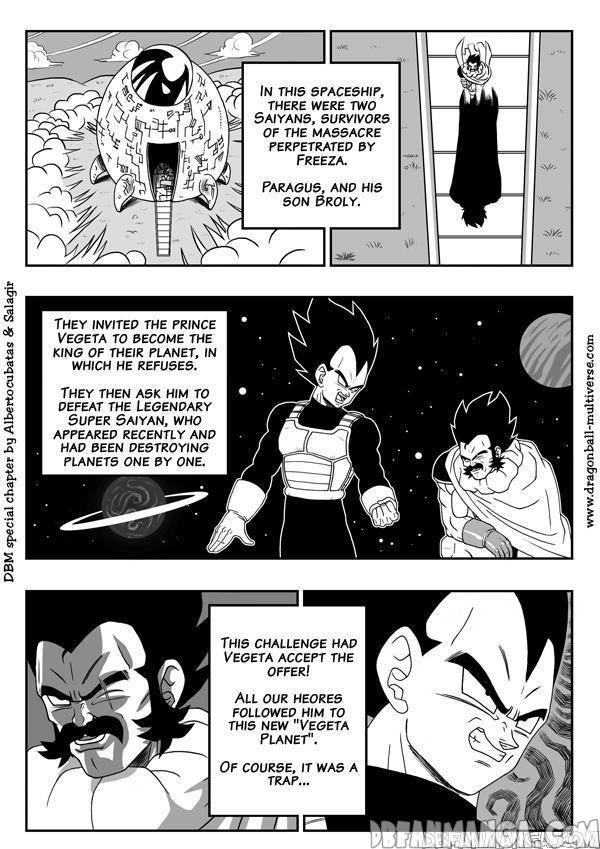 IN THIS SPACESHIP,
THERE WERE TWO
SAIYANS, SURVIVORS
OF THE MASSACRE
PERPETRATED BY
FREEZA.
PARAGUS, AND HIS
SON BROLY.
THEY INVITED THE PRINCE
VEGETA TO BECOME THE
KING OF THEIR PLANET, IN
WHICH HE REFUSES.
THEY THEN ASK HIM TO
DEFEAT THE LEGENDARY
SUPER SAIYAN, WHO
APPEARED RECENTLY AND
HAD BEEN DESTROYING
PLANETS ONE BY ONE.
DBM special chapter by Albertocubatas & Salagir
www.dragonball-multiverse.com
THIS CHALLENGE HAD
VEGETA ACCEPT THE
OFFER!
ALL OUR HEORES
FOLLOWED HIM TO
THIS NEW "VEGETA
PLANET".
OF COURSE, IT WAS A
TRAP...